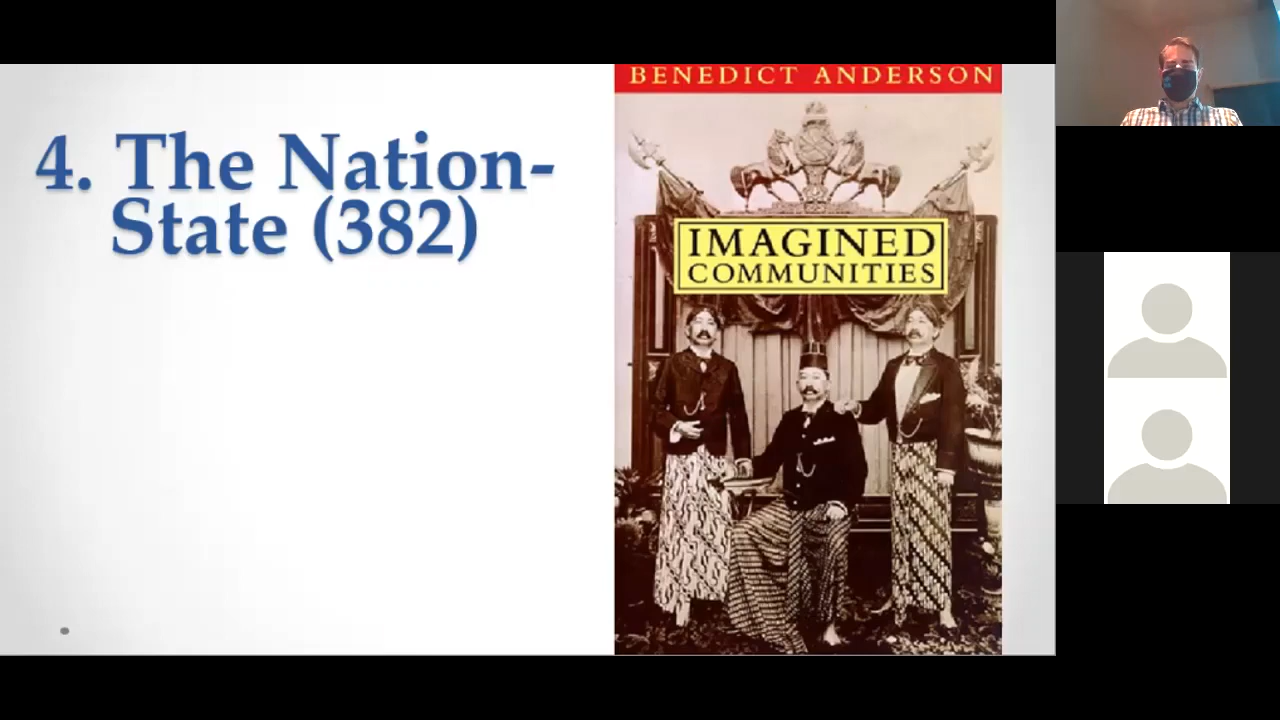 4. The Nation-
State (382)
BENEDICT ANDERSON
IMAGINED
COMMUNITIES